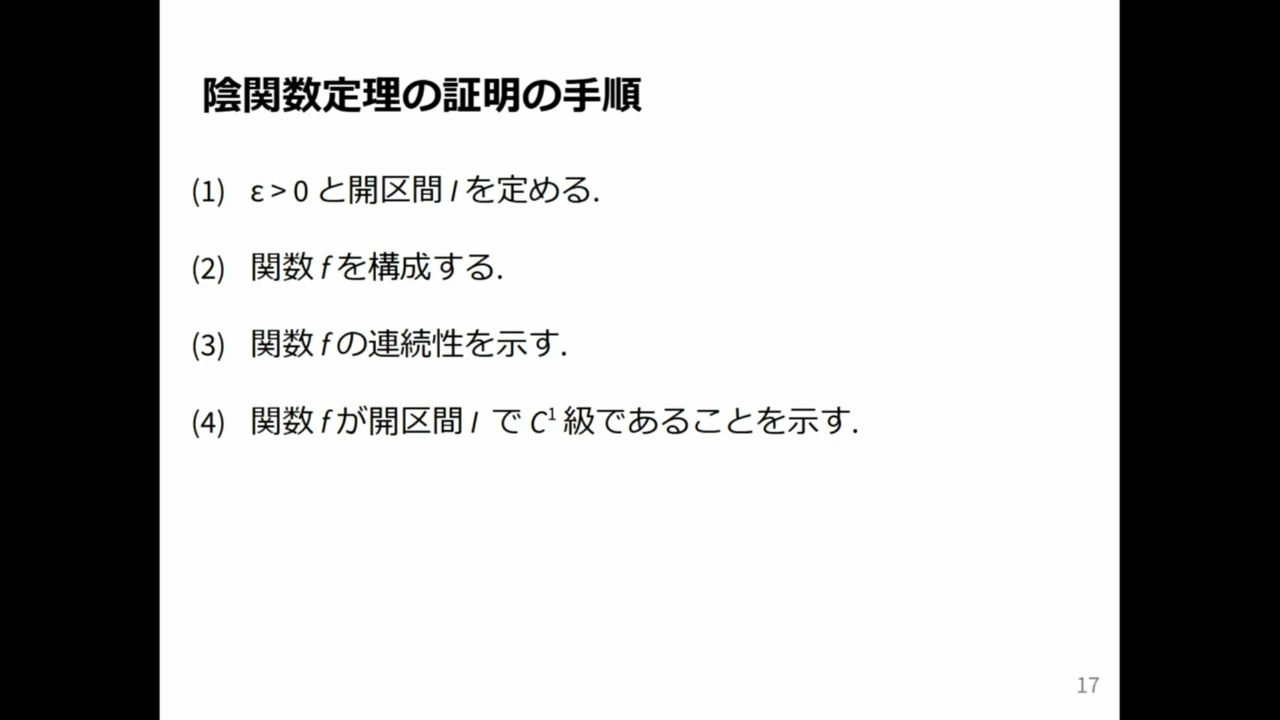 陰関数定理の証明の手順
(1) ε > 0 と開区間 I を定める.
(2) 関数 f を構成する.
(3) 関数 f の連続性を示す.
(4) 関数 f が開区間 I で C¹ 級であることを示す.
17